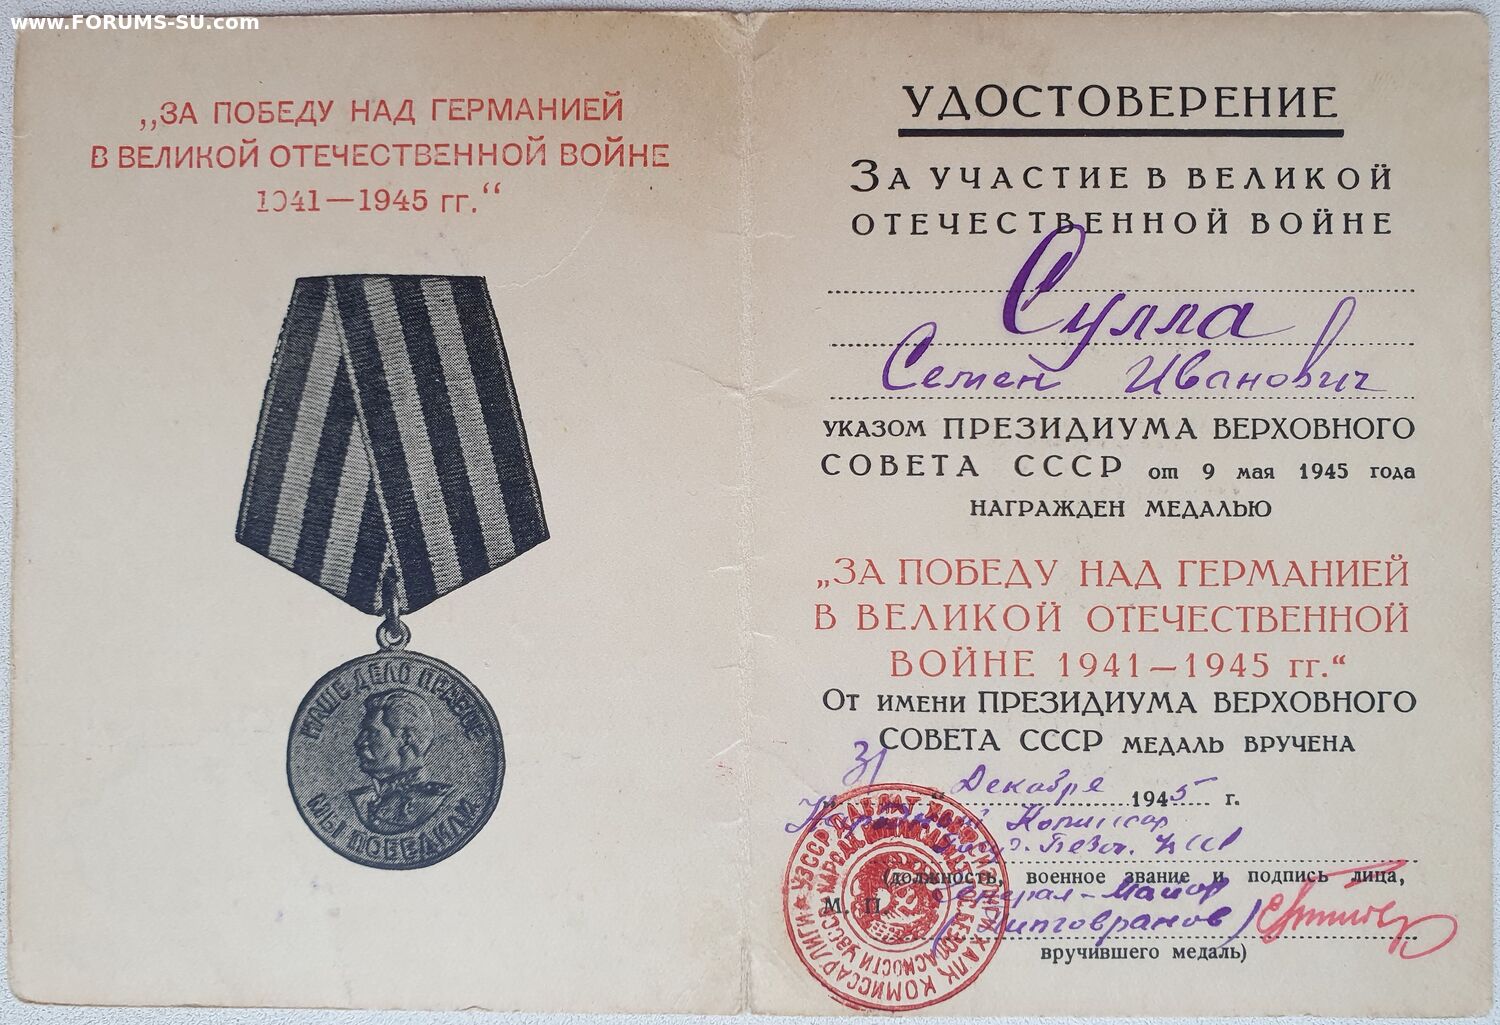 www.FORUMS-SU.com
„ЗА ПОБЕДУ НАД ГЕРМАНИЕЙ
В ВЕЛИКОЙ ОТЕЧЕСТВЕННОЙ ВОЙНЕ
1941—1945 гг.“
НАШЕ ДЕЛО ПРАВОЕ
МЫ ПОБЕДИЛИ
УДОСТОВЕРЕНИЕ
ЗА УЧАСТИЕ В ВЕЛИКОЙ
ОТЕЧЕСТВЕННОЙ ВОЙНЕ
Сулла
Семен Иванович
УКАЗОМ ПРЕЗИДИУМА ВЕРХОВНОГО
СОВЕТА СССР от 9 мая 1945 года
НАГРАЖДЕН МЕДАЛЬЮ
„ЗА ПОБЕДУ НАД ГЕРМАНИЕЙ
В ВЕЛИКОЙ ОТЕЧЕСТВЕННОЙ
ВОЙНЕ 1941—1945 гг.“
ОТ ИМЕНИ ПРЕЗИДИУМА ВЕРХОВНОГО
СОВЕТА СССР МЕДАЛЬ ВРУЧЕНА
31 Декабря 1945 г.
Народный Комиссар
Госуд. Безоп. УССР
(должность, военное звание и подпись лица,
Генерал-Майор
М. П.
вручившего медаль)